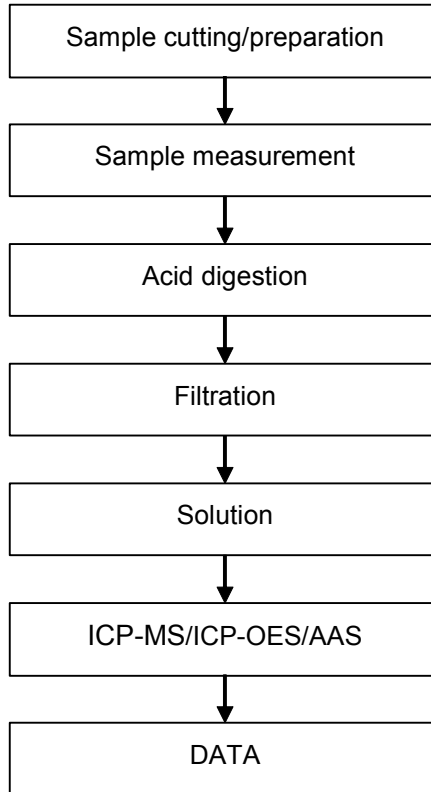 Sample cutting/preparation
Sample measurement
Acid digestion
Filtration
Solution
ICP-MS/ICP-OES/AAS
DATA